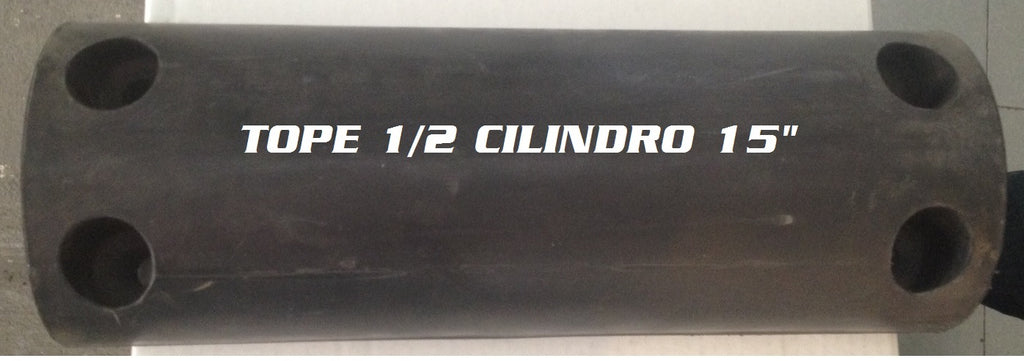 TOPE 1/2 CILINDRO 15"